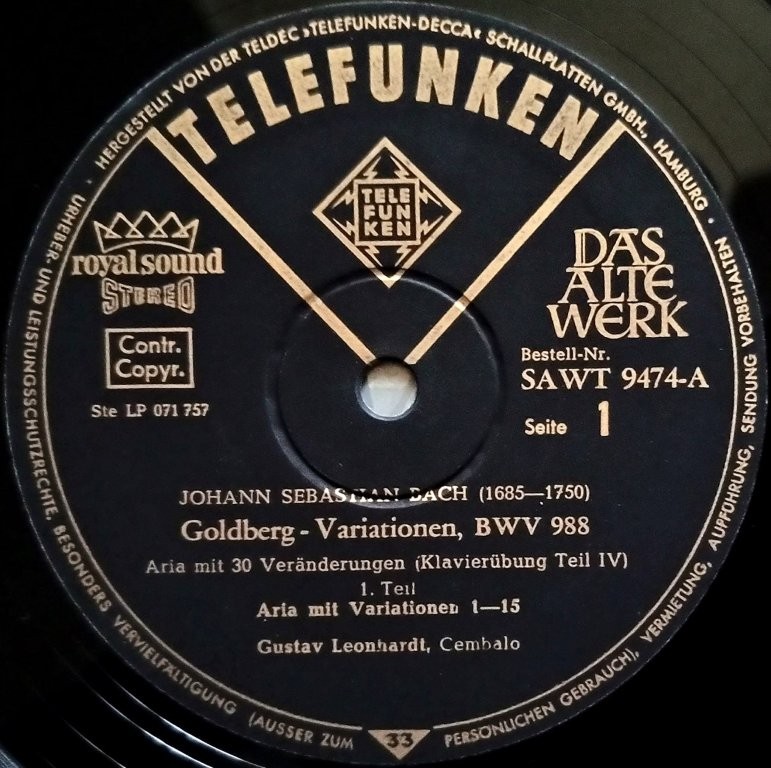 HERGESTELLT VON DER TELDEC »TELEFUNKEN-DECCA« SCHALLPLATTEN GMBH., HAMBURG · URHEBER- UND LEISTUNGSSCHUTZRECHTE, BESONDERS VERVIELFÄLTIGUNG (AUSSER ZUM PERSÖNLICHEN GEBRAUCH), VERMIETUNG, AUFFÜHRUNG, SENDUNG VORBEHALTEN
TELEFUNKEN
TELE
FUN
KEN
royal sound
STEREO
DAS
ALTE
WERK
Contr.
Copyr.
Bestell-Nr.
SAWT 9474-A
Ste LP 071 757
Seite 1
JOHANN SEBASTIAN BACH (1685—1750)
Goldberg - Variationen, BWV 988
Aria mit 30 Veränderungen (Klavierübung Teil IV)
1. Teil
Aria mit Variationen 1—15
Gustav Leonhardt, Cembalo
33